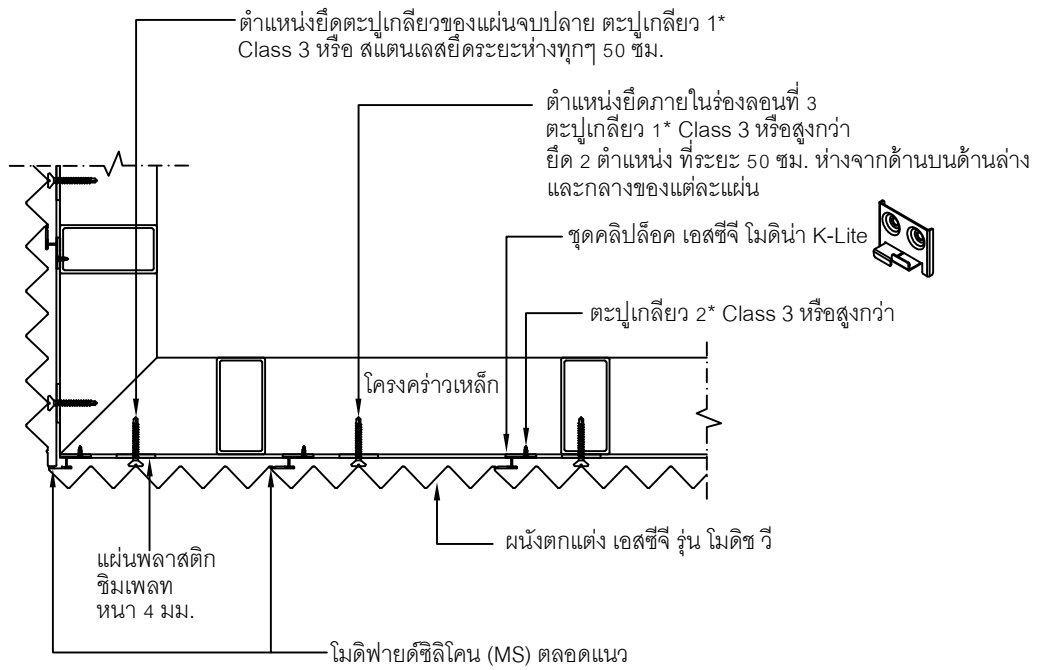 ตำแหน่งยึดตะปูเกลียวของแผ่นจบปลาย ตะปูเกลียว 1*
Class 3 หรือ สแตนเลสยึดระยะห่างทุกๆ 50 ซม.
ตำแหน่งยึดภายในร่องลอนที่ 3
ตะปูเกลียว 1* Class 3 หรือสูงกว่า
ยึด 2 ตำแหน่ง ที่ระยะ 50 ซม. ห่างจากด้านบนด้านล่าง
และกลางของแต่ละแผ่น
ชุดคลิปล็อค เอสซีจี โมดิน่า K-Lite
ตะปูเกลียว 2* Class 3 หรือสูงกว่า
โครงคร่าวเหล็ก
ผนังตกแต่ง เอสซีจี รุ่น โมดิช วี
แผ่นพลาสติก
ชิมเพลท
หนา 4 มม.
โมดิฟายด์ซิลิโคน (MS) ตลอดแนว